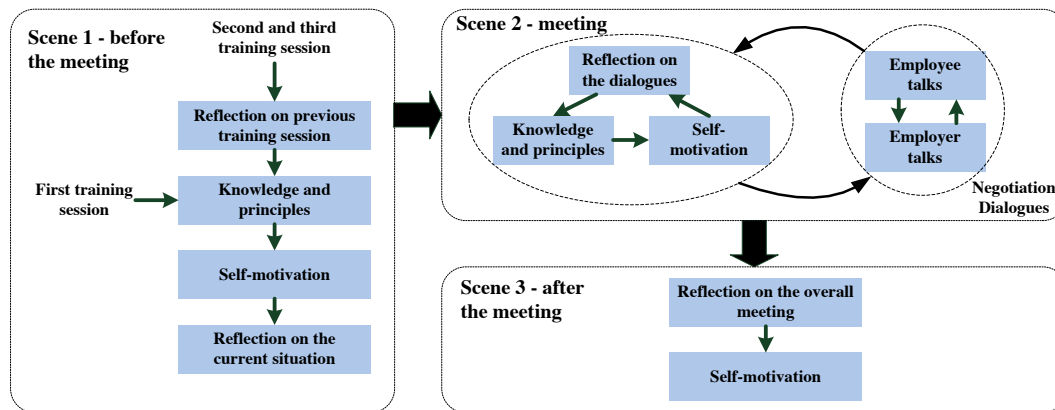 Scene 1 - before
the meeting
Second and third
training session
Reflection on previous
training session
First training
session
Knowledge and
principles
Self-motivation
Reflection on the
current situation
Scene 2 - meeting
Reflection on
the dialogues
Knowledge
and principles
Self-
motivation
Employee
talks
Employer
talks
Negotiation
Dialogues
Scene 3 - after
the meeting
Reflection on the overall
meeting
Self-motivation